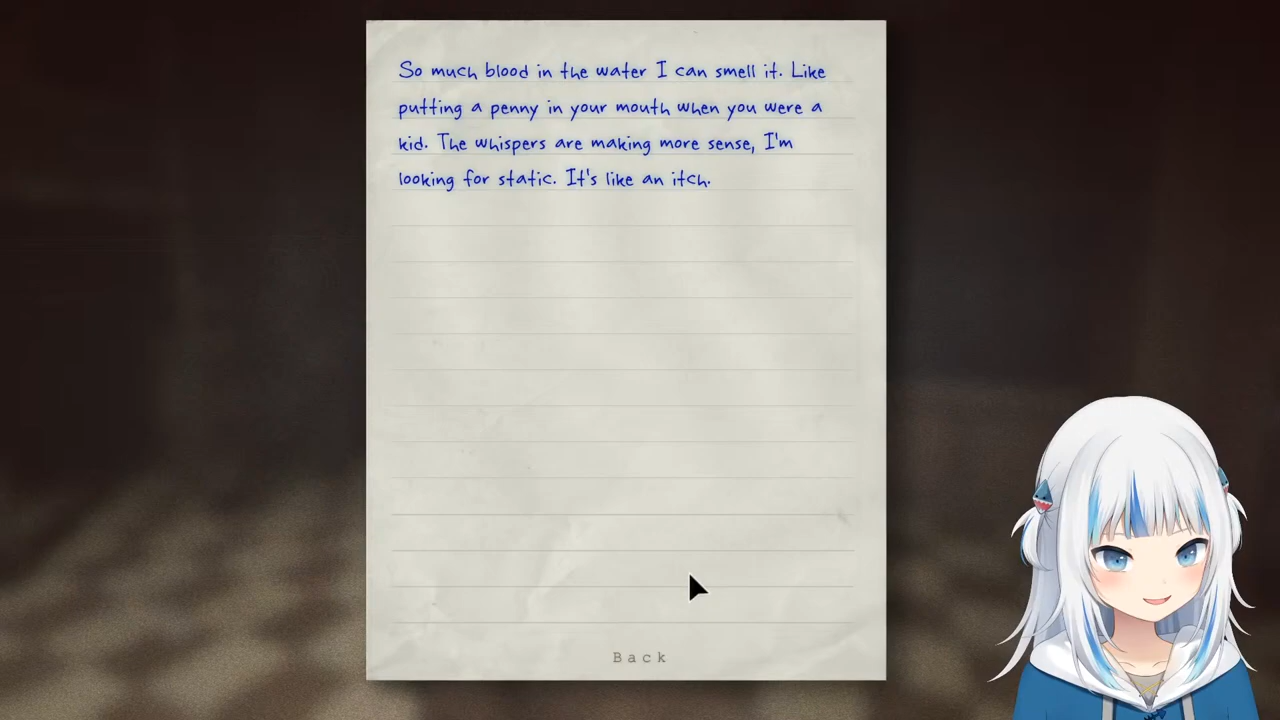 So much blood in the water I can smell it. Like
putting a penny in your mouth when you were a
kid. The whispers are making more sense, I'm
looking for static. It's like an itch.
Back